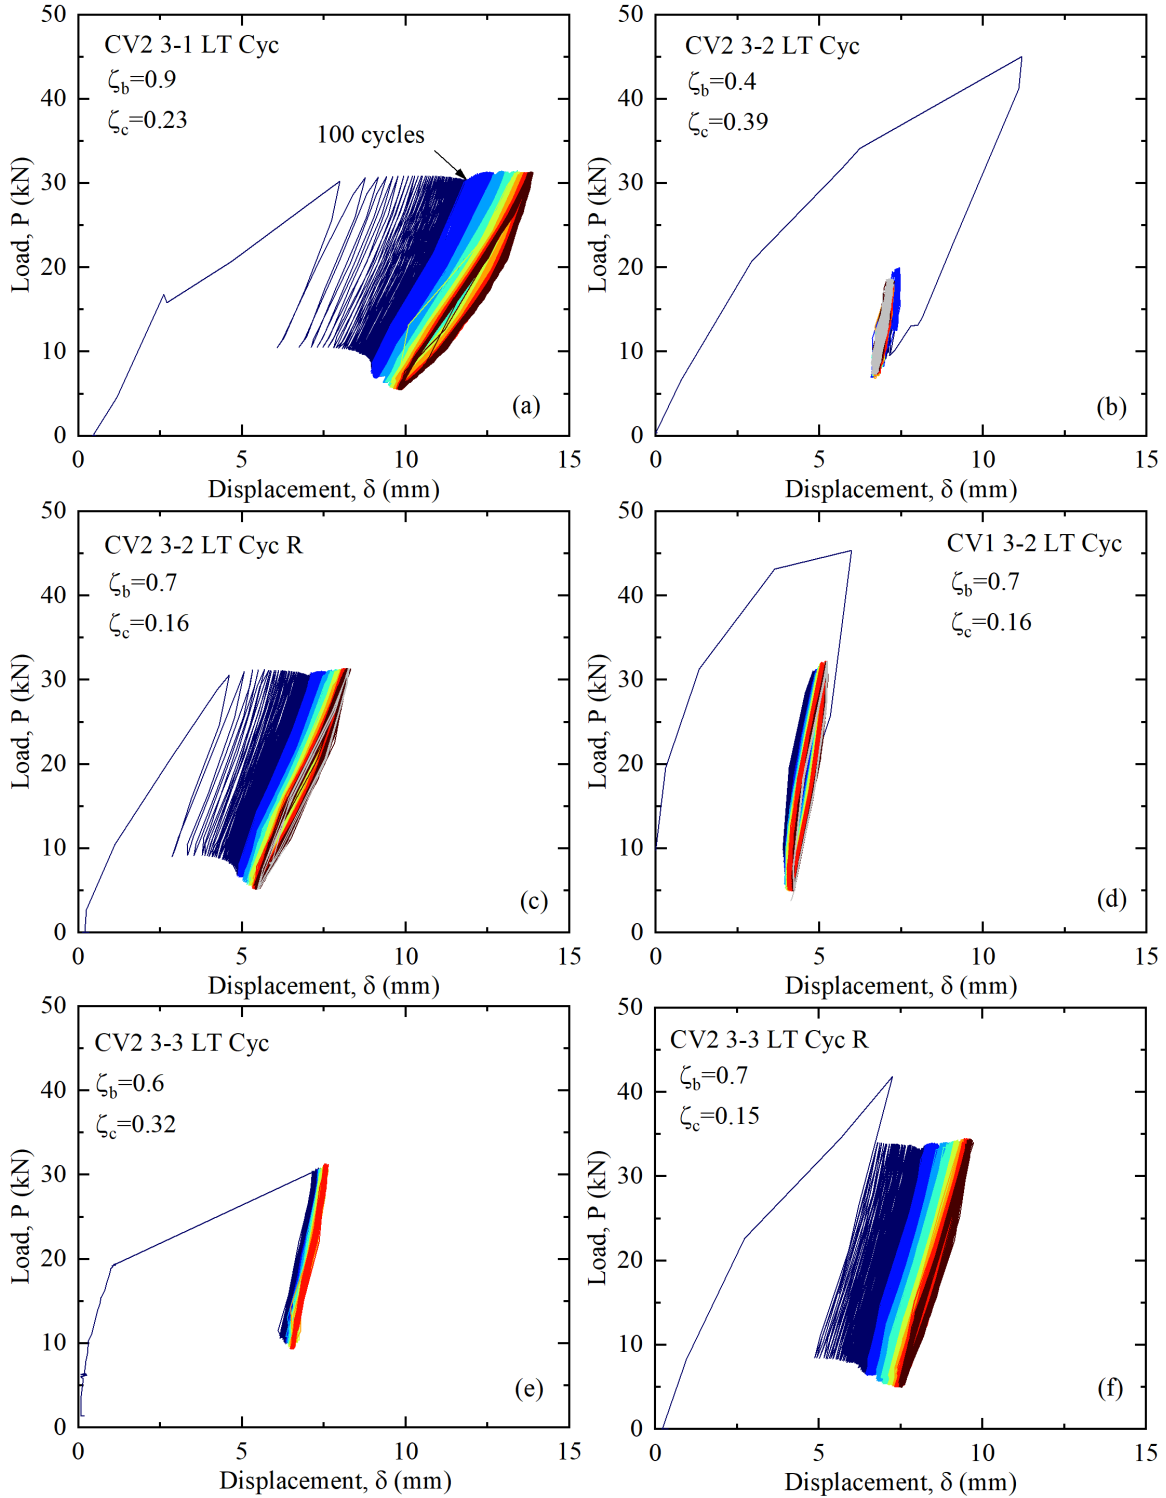 50
40
30
20
10
0
Load, P (kN)
CV2 3-1 LT Cyc
ζb=0.9
ζc=0.23
100 cycles
(a)
0 5 10 15
Displacement, δ (mm)
50
40
30
20
10
0
Load, P (kN)
CV2 3-2 LT Cyc
ζb=0.4
ζc=0.39
(b)
0 5 10 15
Displacement, δ (mm)
50
40
30
20
10
0
Load, P (kN)
CV2 3-2 LT Cyc R
ζb=0.7
ζc=0.16
(c)
0 5 10 15
Displacement, δ (mm)
50
40
30
20
10
0
Load, P (kN)
CV1 3-2 LT Cyc
ζb=0.7
ζc=0.16
(d)
0 5 10 15
Displacement, δ (mm)
50
40
30
20
10
0
Load, P (kN)
CV2 3-3 LT Cyc
ζb=0.6
ζc=0.32
(e)
0 5 10 15
Displacement, δ (mm)
50
40
30
20
10
0
Load, P (kN)
CV2 3-3 LT Cyc R
ζb=0.7
ζc=0.15
(f)
0 5 10 15
Displacement, δ (mm)